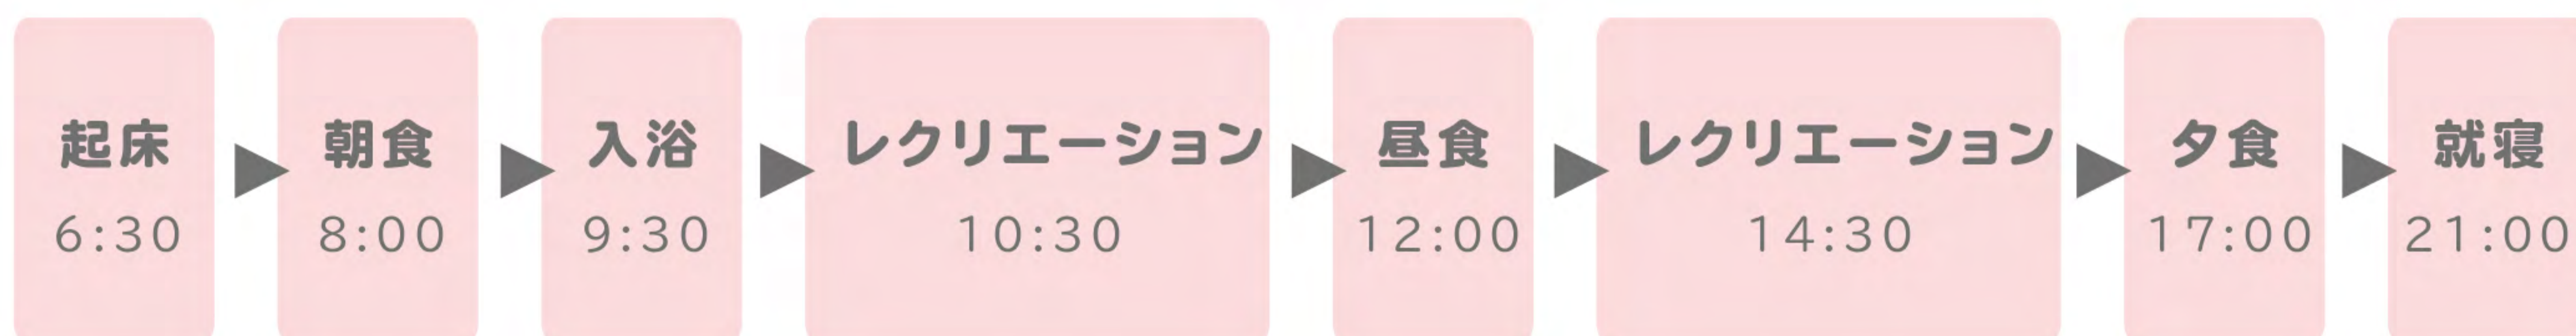 起床
6:30
朝食
8:00
入浴
9:30
レクリエーション
10:30
昼食
12:00
レクリエーション
14:30
夕食
17:00
就寝
21:00